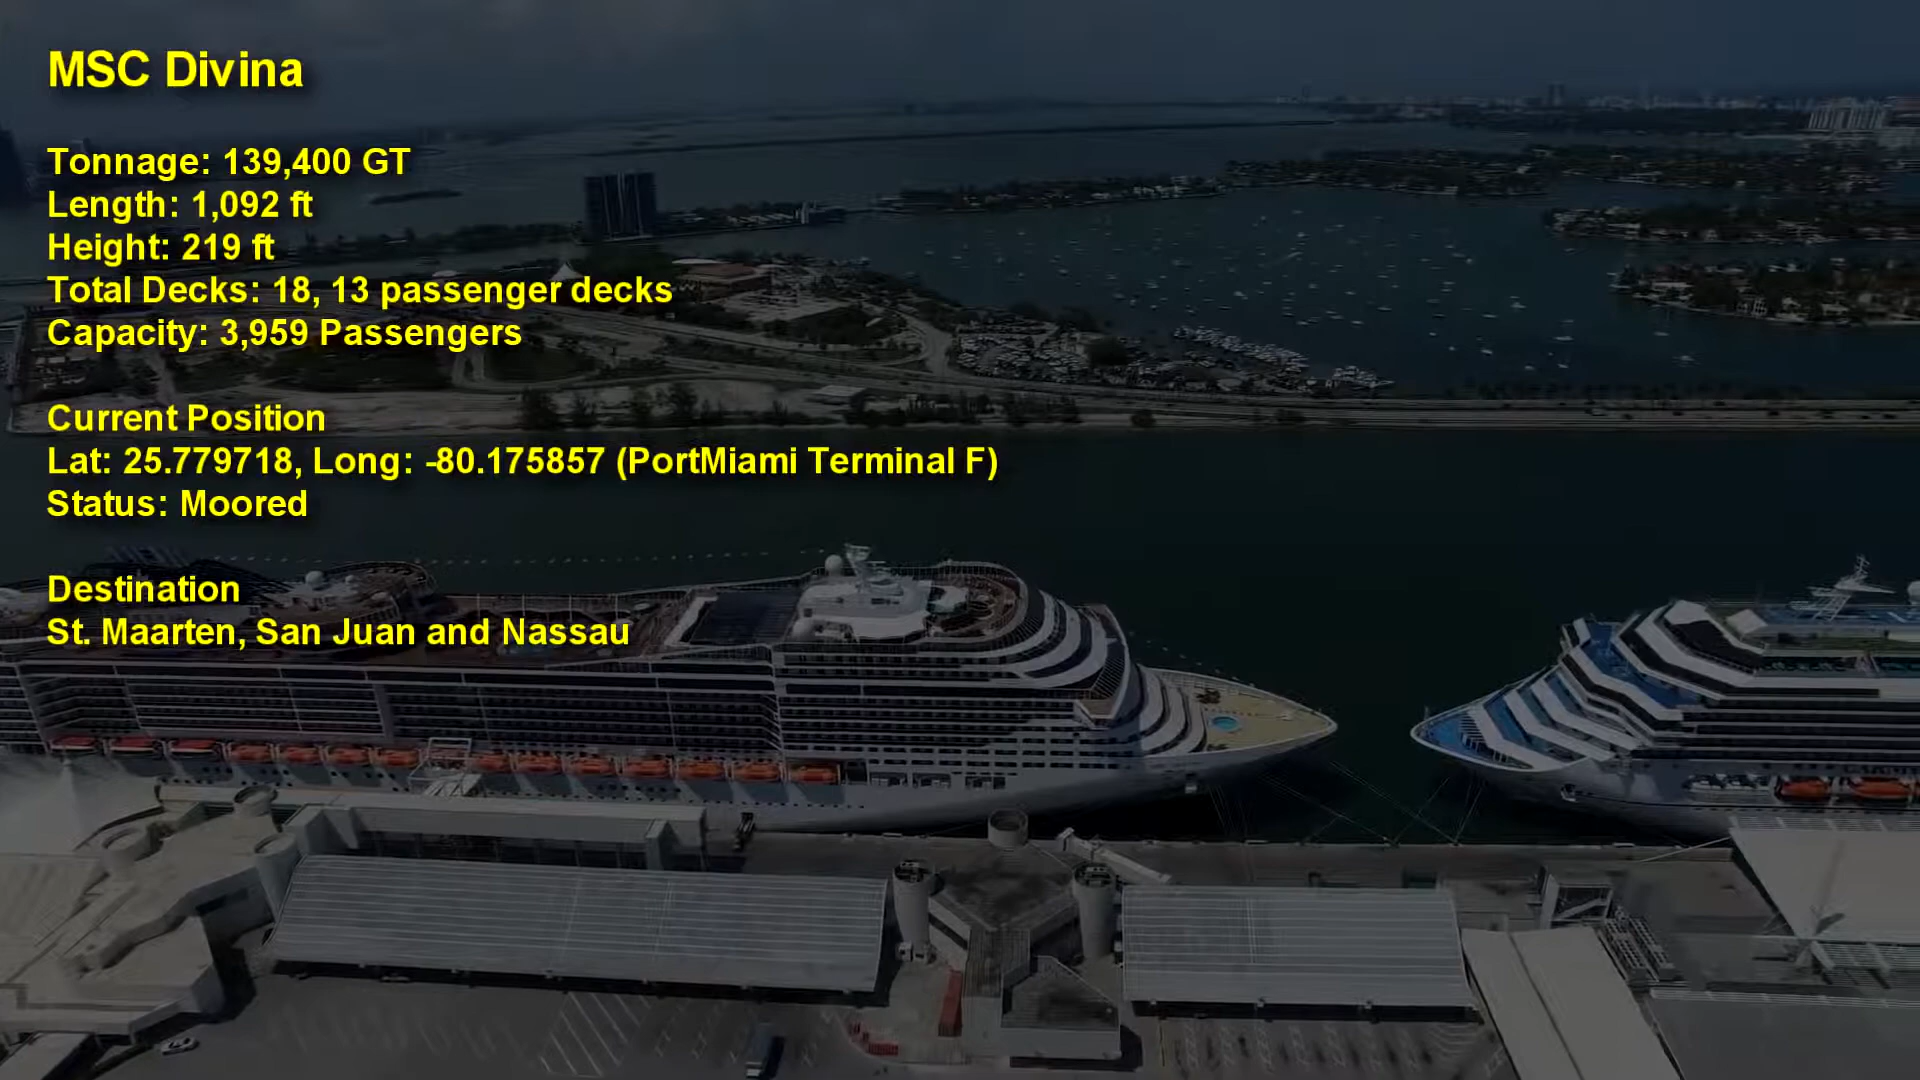 MSC Divina
Tonnage: 139,400 GT
Length: 1,092 ft
Height: 219 ft
Total Decks: 18, 13 passenger decks
Capacity: 3,959 Passengers
Current Position
Lat: 25.779718, Long: -80.175857 (PortMiami Terminal F)
Status: Moored
Destination
St. Maarten, San Juan and Nassau